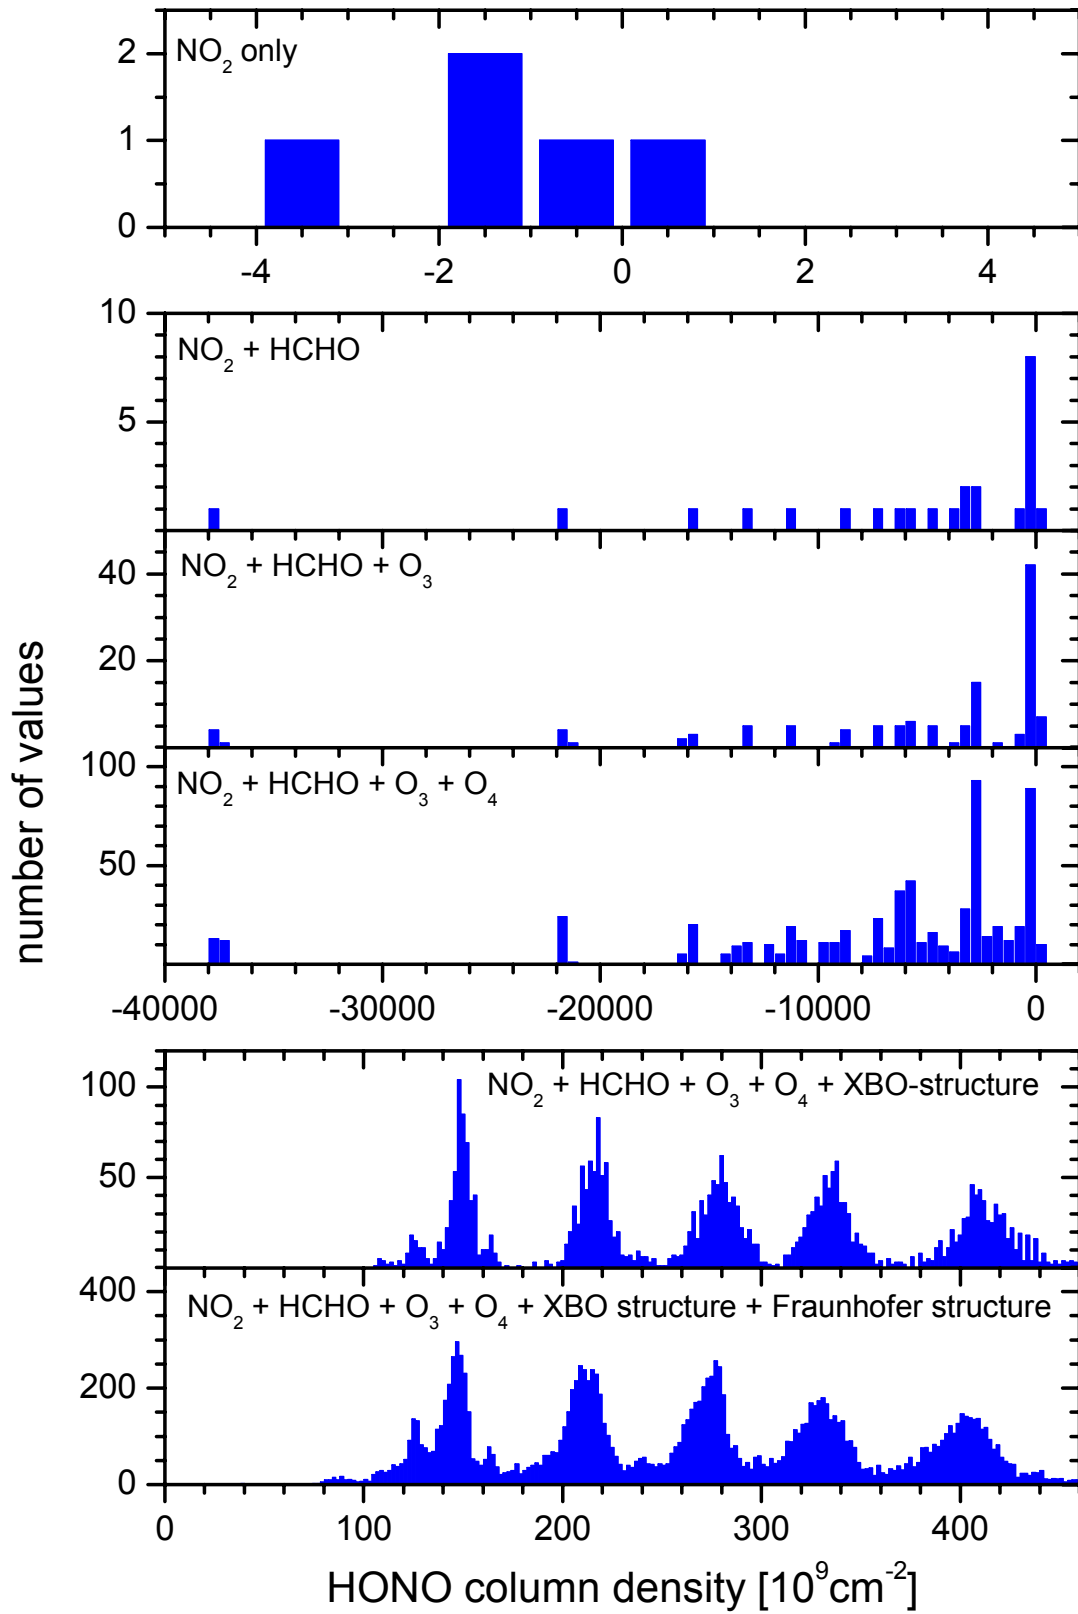 NO2 only
2
1
0
-4 -2 0 2 4
10
NO2 + HCHO
5
NO2 + HCHO + O3
40
20
NO2 + HCHO + O3 + O4
100
50
-40000 -30000 -20000 -10000 0
NO2 + HCHO + O3 + O4 + XBO-structure
100
50
NO2 + HCHO + O3 + O4 + XBO structure + Fraunhofer structure
400
200
0
0 100 200 300 400
HONO column density [10^9cm^-2]
number of values